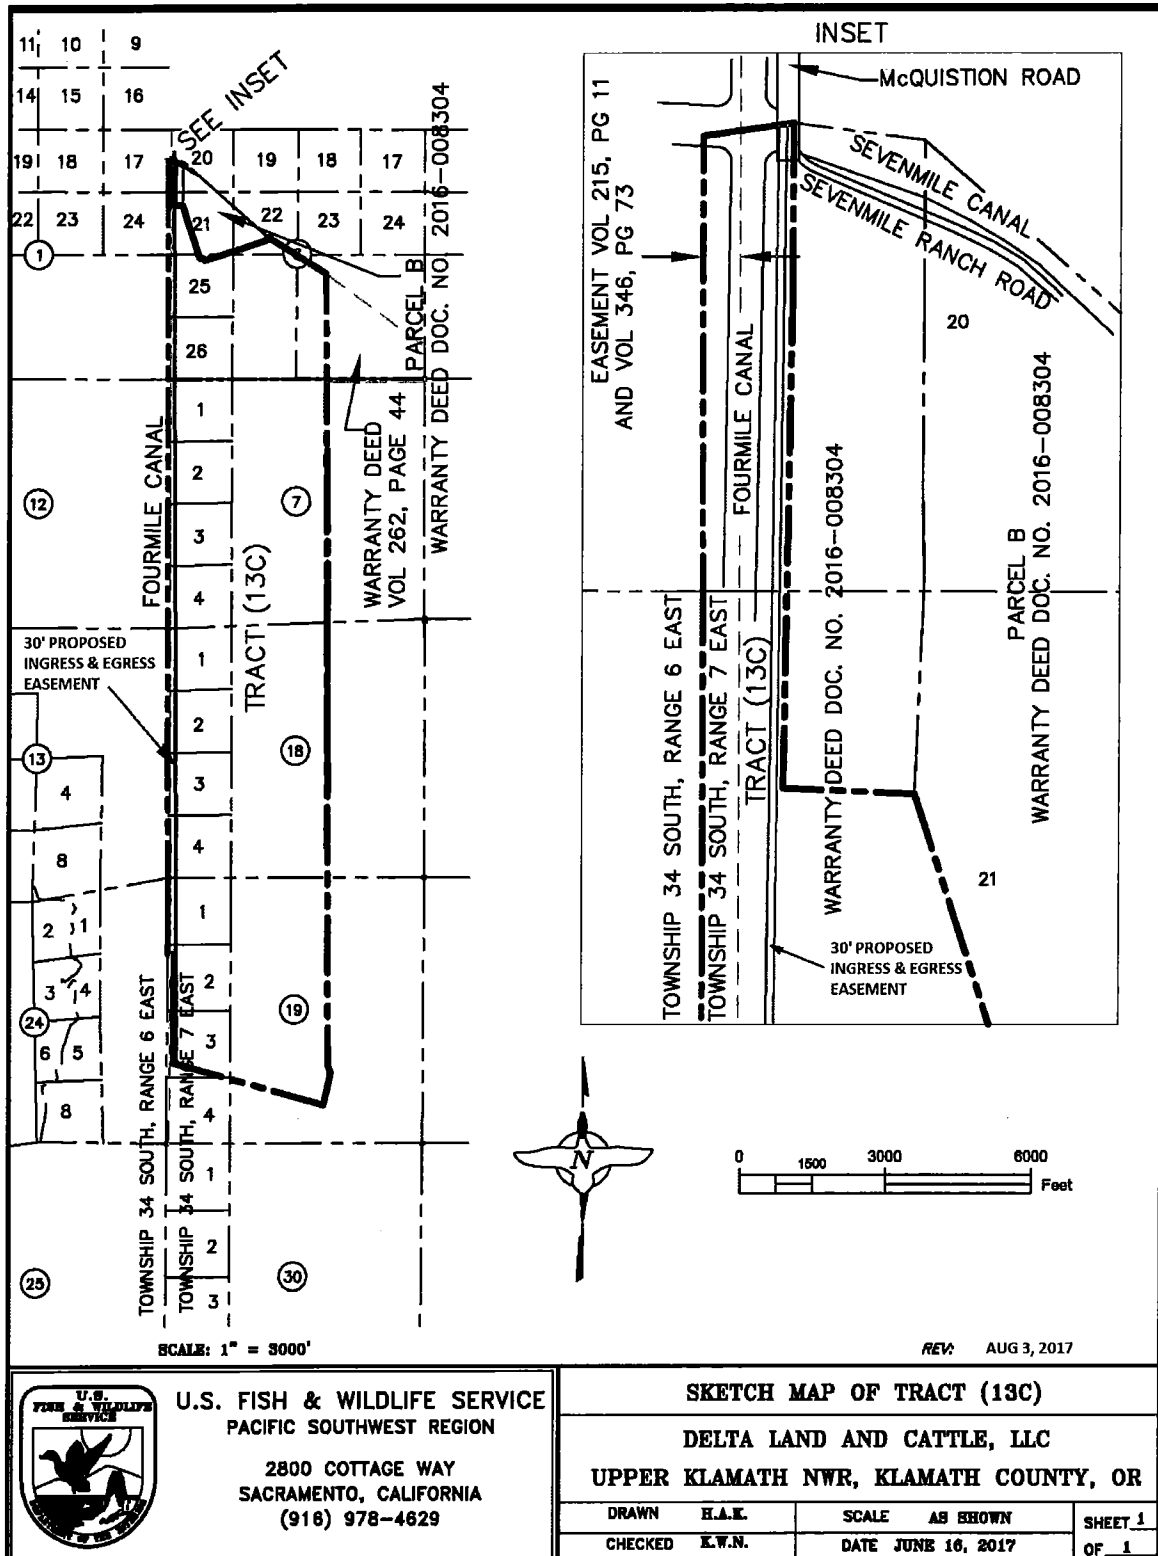 INSET
11 10 9
14 15 16
SEE INSET
19 18 17 20 19 18 17
22 23 24 21 22 23 24
1
25
26
PARCEL B
WARRANTY DEED DOC. NO. 2016-008304
WARRANTY DEED
VOL 262, PAGE 44
FOURMILE CANAL
1
2
3
4
12
7
TRACT (13C)
30' PROPOSED
INGRESS & EGRESS
EASEMENT
1
2
3
4
13
18
4
8
2 1
3 4
6 5
8
24
1
2
3
4
19
TOWNSHIP 34 SOUTH, RANGE 6 EAST
TOWNSHIP 34 SOUTH, RANGE 7 EAST
1
2
3
25
30
SCALE: 1" = 3000'
McQUISTION ROAD
EASEMENT VOL 215, PG 11
AND VOL 346, PG 73
SEVENMILE CANAL
SEVENMILE RANCH ROAD
20
FOURMILE CANAL
TOWNSHIP 34 SOUTH, RANGE 6 EAST
TOWNSHIP 34 SOUTH, RANGE 7 EAST
TRACT (13C)
WARRANTY DEED DOC. NO. 2016-008304
PARCEL B
WARRANTY DEED DOC. NO. 2016-008304
21
30' PROPOSED
INGRESS & EGRESS
EASEMENT
N
0 1500 3000 6000
Feet
REV: AUG 3, 2017
U.S.
FISH & WILDLIFE
SERVICE
DEPARTMENT OF THE INTERIOR
U.S. FISH & WILDLIFE SERVICE
PACIFIC SOUTHWEST REGION
2800 COTTAGE WAY
SACRAMENTO, CALIFORNIA
(916) 978-4629
SKETCH MAP OF TRACT (13C)
DELTA LAND AND CATTLE, LLC
UPPER KLAMATH NWR, KLAMATH COUNTY, OR
DRAWN H.A.K.
SCALE AS SHOWN
SHEET 1
CHECKED K.W.N.
DATE JUNE 16, 2017
OF 1